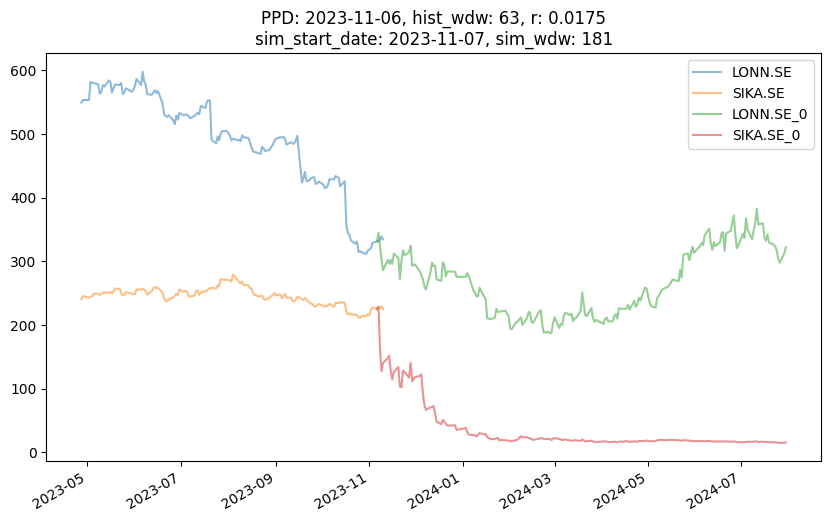 PPD: 2023-11-06, hist_wdw: 63, r: 0.0175
sim_start_date: 2023-11-07, sim_wdw: 181
LONN.SE
SIKA.SE
LONN.SE_0
SIKA.SE_0
600
500
400
300
200
100
0
2023-05
2023-07
2023-09
2023-11
2024-01
2024-03
2024-05
2024-07